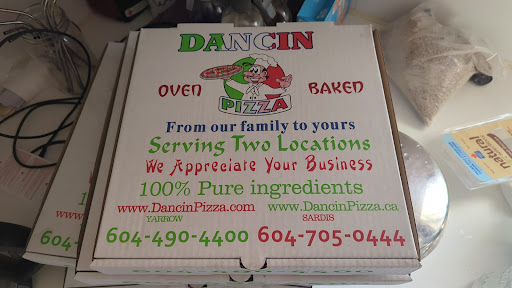 DANCIN
OVEN BAKED
PIZZA
From our family to yours
Serving Two Locations
We Appreciate Your Business
100% Pure ingredients
www.DancinPizza.com www.DancinPizza.ca
YARROW SARDIS
604-490-4400 604-705-0444
natural